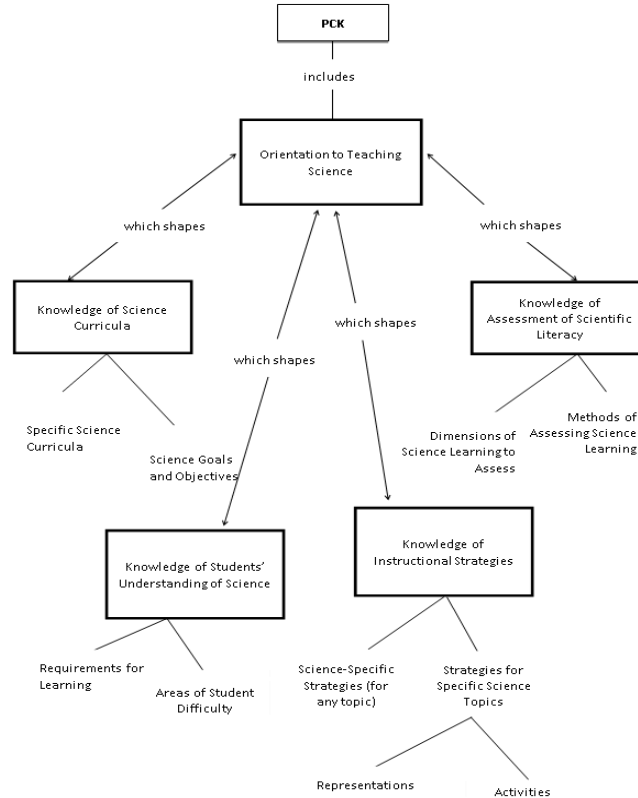 PCK
includes
Orientation to Teaching
Science
which shapes
which shapes
Knowledge of Science
Curricula
Knowledge of
Assessment of Scientific
Literacy
which shapes
which shapes
Specific Science
Curricula
Science Goals
and Objectives
Dimensions of
Science Learning to
Assess
Methods of
Assessing Science
Learning
Knowledge of Students’
Understanding of Science
Knowledge of
Instructional Strategies
Requirements for
Learning
Areas of Student
Difficulty
Science-Specific
Strategies (for
any topic)
Strategies for
Specific Science
Topics
Representations
Activities